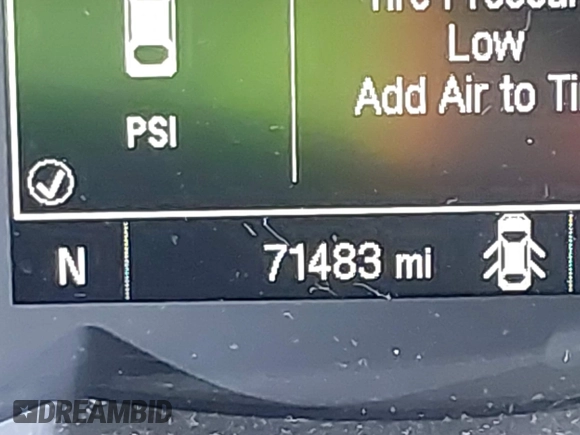 Low
Add Air to
PSI
N
71483 mi
DREAMBID